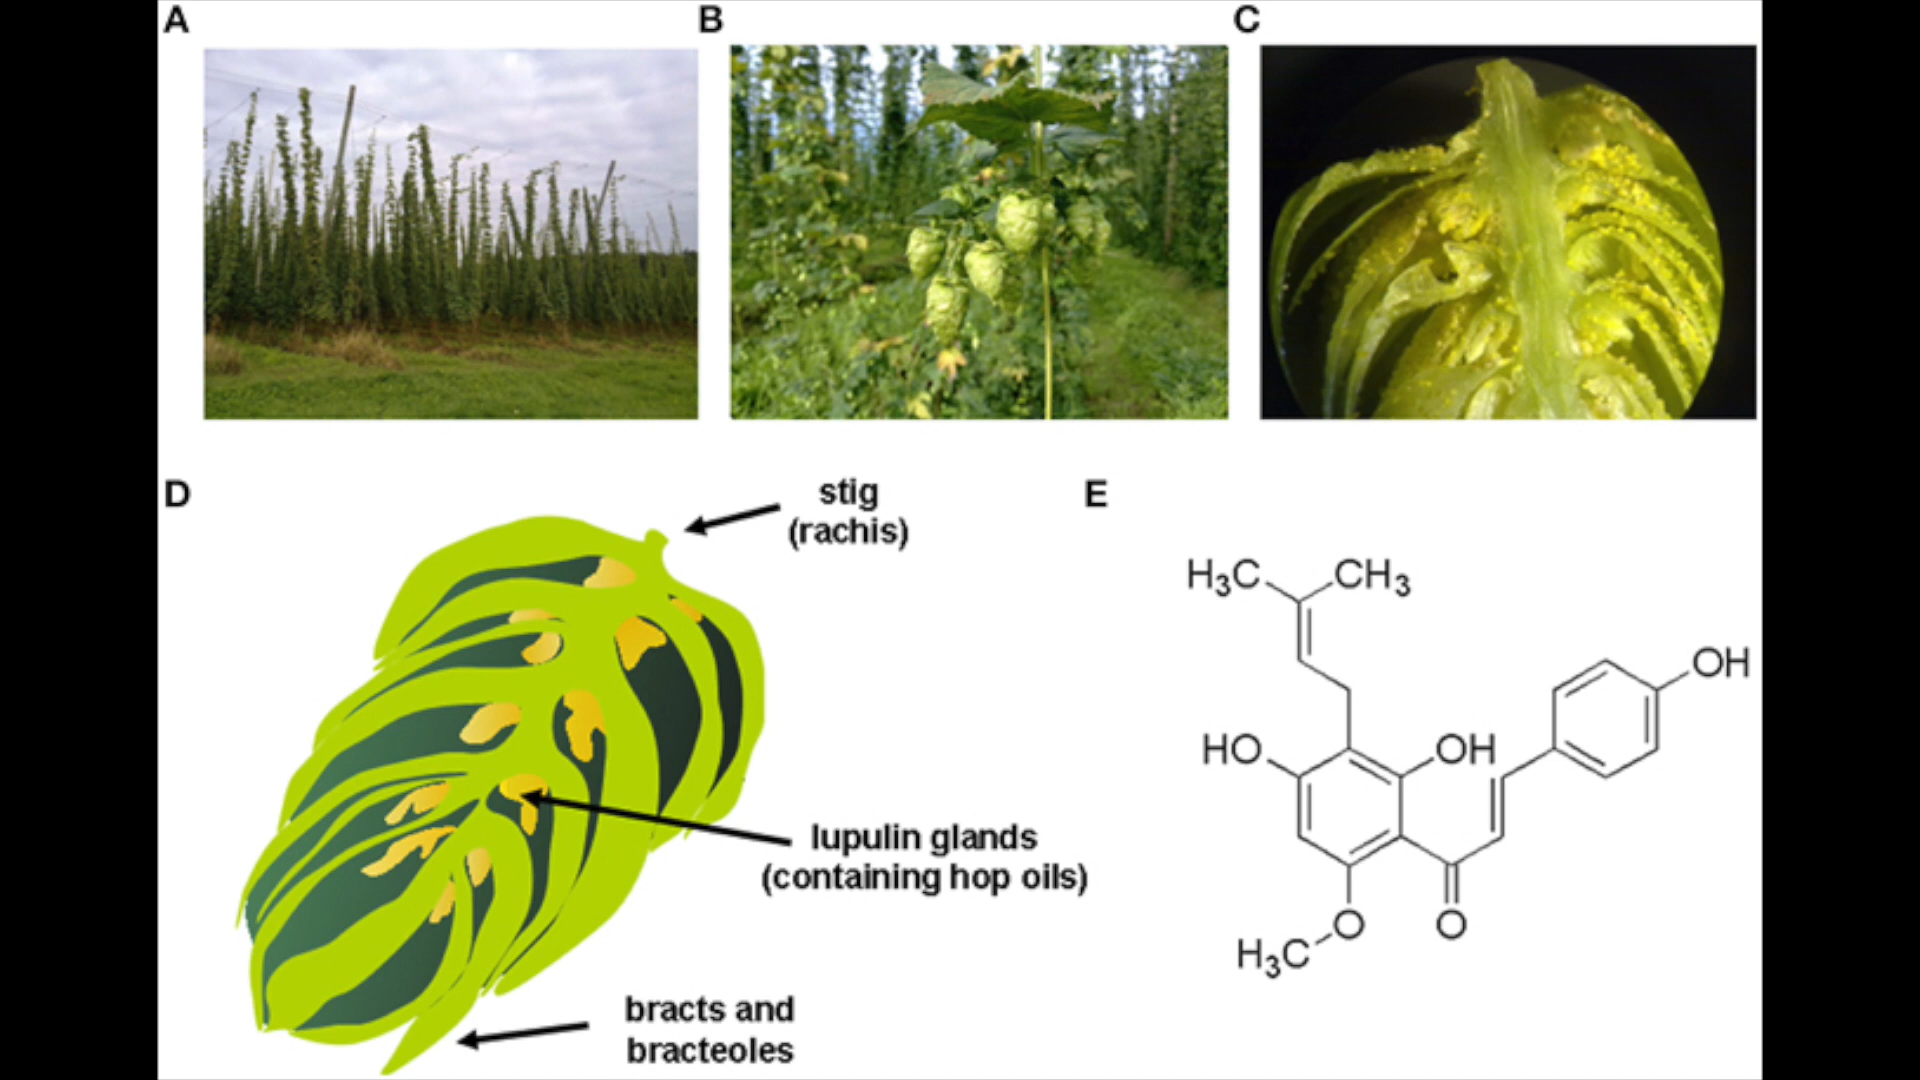 A
B
C
D
stig
(rachis)
lupulin glands
(containing hop oils)
bracts and
bracteoles
E
H3C
CH3
OH
HO
OH
O
O
H3C